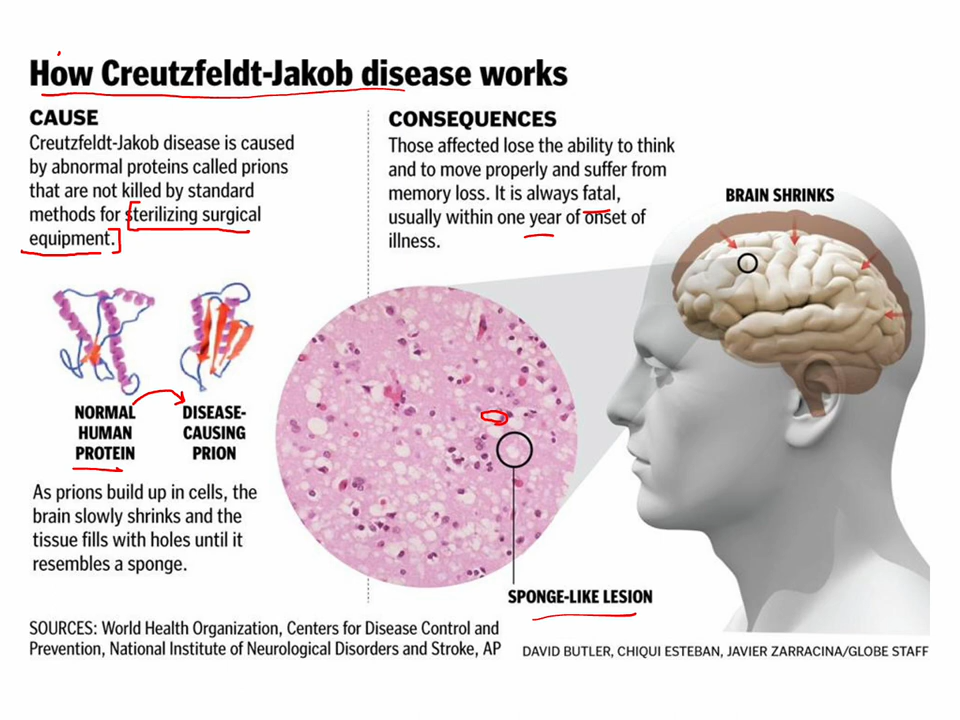 How Creutzfeldt-Jakob disease works
CAUSE
Creutzfeldt-Jakob disease is caused
by abnormal proteins called prions
that are not killed by standard
methods for sterilizing surgical
equipment.
CONSEQUENCES
Those affected lose the ability to think
and to move properly and suffer from
memory loss. It is always fatal,
usually within one year of onset of
illness.
BRAIN SHRINKS
NORMAL
HUMAN
PROTEIN
DISEASE-
CAUSING
PRION
As prions build up in cells, the
brain slowly shrinks and the
tissue fills with holes until it
resembles a sponge.
SPONGE-LIKE LESION
SOURCES: World Health Organization, Centers for Disease Control and
Prevention, National Institute of Neurological Disorders and Stroke, AP
DAVID BUTLER, CHIQUI ESTEBAN, JAVIER ZARRACINA/GLOBE STAFF